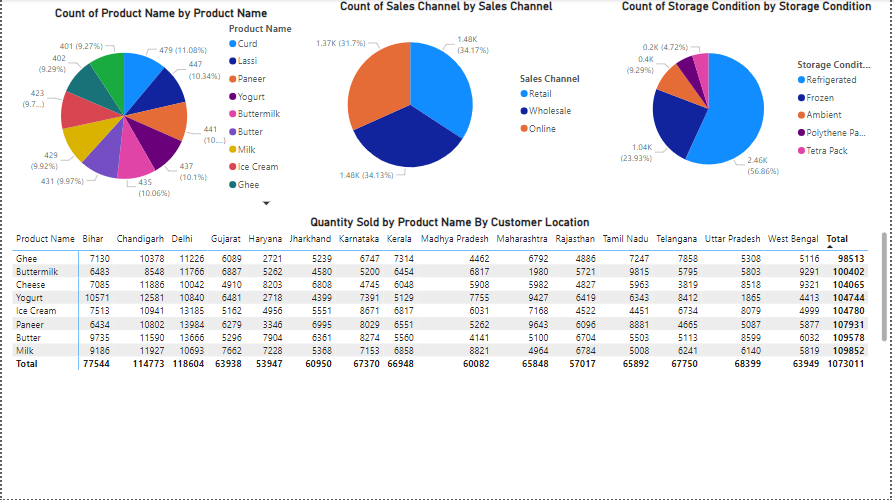 Count of Product Name by Product Name
Product Name
Curd
Lassi
Paneer
Yogurt
Buttermilk
Butter
Milk
Ice Cream
Ghee
401 (9.27%)
479 (11.08%)
402
(9.29%)
447
(10.34%)
423
(9.7...)
441
(10....)
429
(9.92%)
437
(10.1%)
431 (9.97%)
435
(10.06%)
Count of Sales Channel by Sales Channel
1.37K (31.7%)
1.48K
(34.17%)
1.48K (34.13%)
Sales Channel
Retail
Wholesale
Online
Count of Storage Condition by Storage Condition
0.2K (4.72%)
0.4K
(9.29%)
1.04K
(23.93%)
2.46K
(56.86%)
Storage Condit...
Refrigerated
Frozen
Ambient
Polythene Pa...
Tetra Pack
Quantity Sold by Product Name By Customer Location
Product Name Bihar Chandigarh Delhi Gujarat Haryana Jharkhand Karnataka Kerala Madhya Pradesh Maharashtra Rajasthan Tamil Nadu Telangana Uttar Pradesh West Bengal Total
Ghee 7130 10378 11226 6089 2721 5239 6747 7314 4462 6792 4886 7247 7858 5308 5116 98513
Buttermilk 6483 8548 11766 6887 5262 4580 5200 6454 6817 1980 5721 9815 5795 5803 9291 100402
Cheese 7085 11886 10042 4910 8203 6808 4745 6048 5908 5982 4827 5963 3819 8518 9321 104065
Yogurt 10571 12581 10840 6481 2718 4399 7391 5129 7755 9427 6419 6343 8412 1865 4413 104744
Ice Cream 7513 10941 13185 5162 4956 5551 8671 6817 6031 7168 4522 4451 6734 8079 4999 104780
Paneer 6434 10802 13984 6279 3346 6995 8029 6551 5262 9643 6096 8881 4665 5087 5877 107931
Butter 9735 11590 13666 5296 7904 6361 8274 5560 4141 5100 6704 5503 5113 8599 6032 109578
Milk 9186 11927 10693 7662 7228 5368 7153 6858 8821 4964 6784 5008 6241 6140 5819 109852
Total 77544 114773 118604 63938 53947 60950 67370 66948 60082 65848 57017 65892 67750 68399 63949 1073011